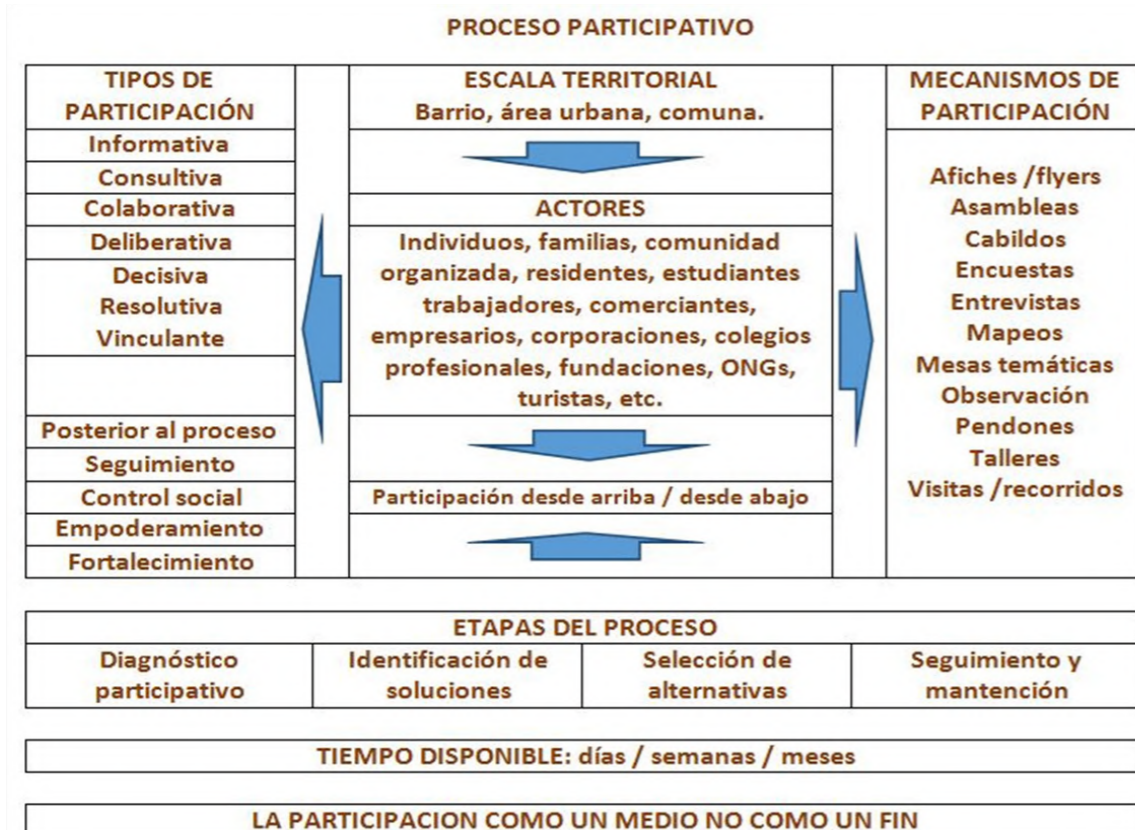 PROCESO PARTICIPATIVO
TIPOS DE
PARTICIPACIÓN
Informativa
Consultiva
Colaborativa
Deliberativa
Decisiva
Resolutiva
Vinculante
Posterior al proceso
Seguimiento
Control social
Empoderamiento
Fortalecimiento
ESCALA TERRITORIAL
Barrio, área urbana, comuna.
ACTORES
Individuos, familias, comunidad
organizada, residentes, estudiantes
trabajadores, comerciantes,
empresarios, corporaciones, colegios
profesionales, fundaciones, ONGs,
turistas, etc.
Participación desde arriba / desde abajo
MECANISMOS DE
PARTICIPACIÓN
Afiches /flyers
Asambleas
Cabildos
Encuestas
Entrevistas
Mapeos
Mesas temáticas
Observación
Pendones
Talleres
Visitas /recorridos
ETAPAS DEL PROCESO
Diagnóstico
participativo
Identificación de
soluciones
Selección de
alternativas
Seguimiento y
mantención
TIEMPO DISPONIBLE: días / semanas / meses
LA PARTICIPACION COMO UN MEDIO NO COMO UN FIN